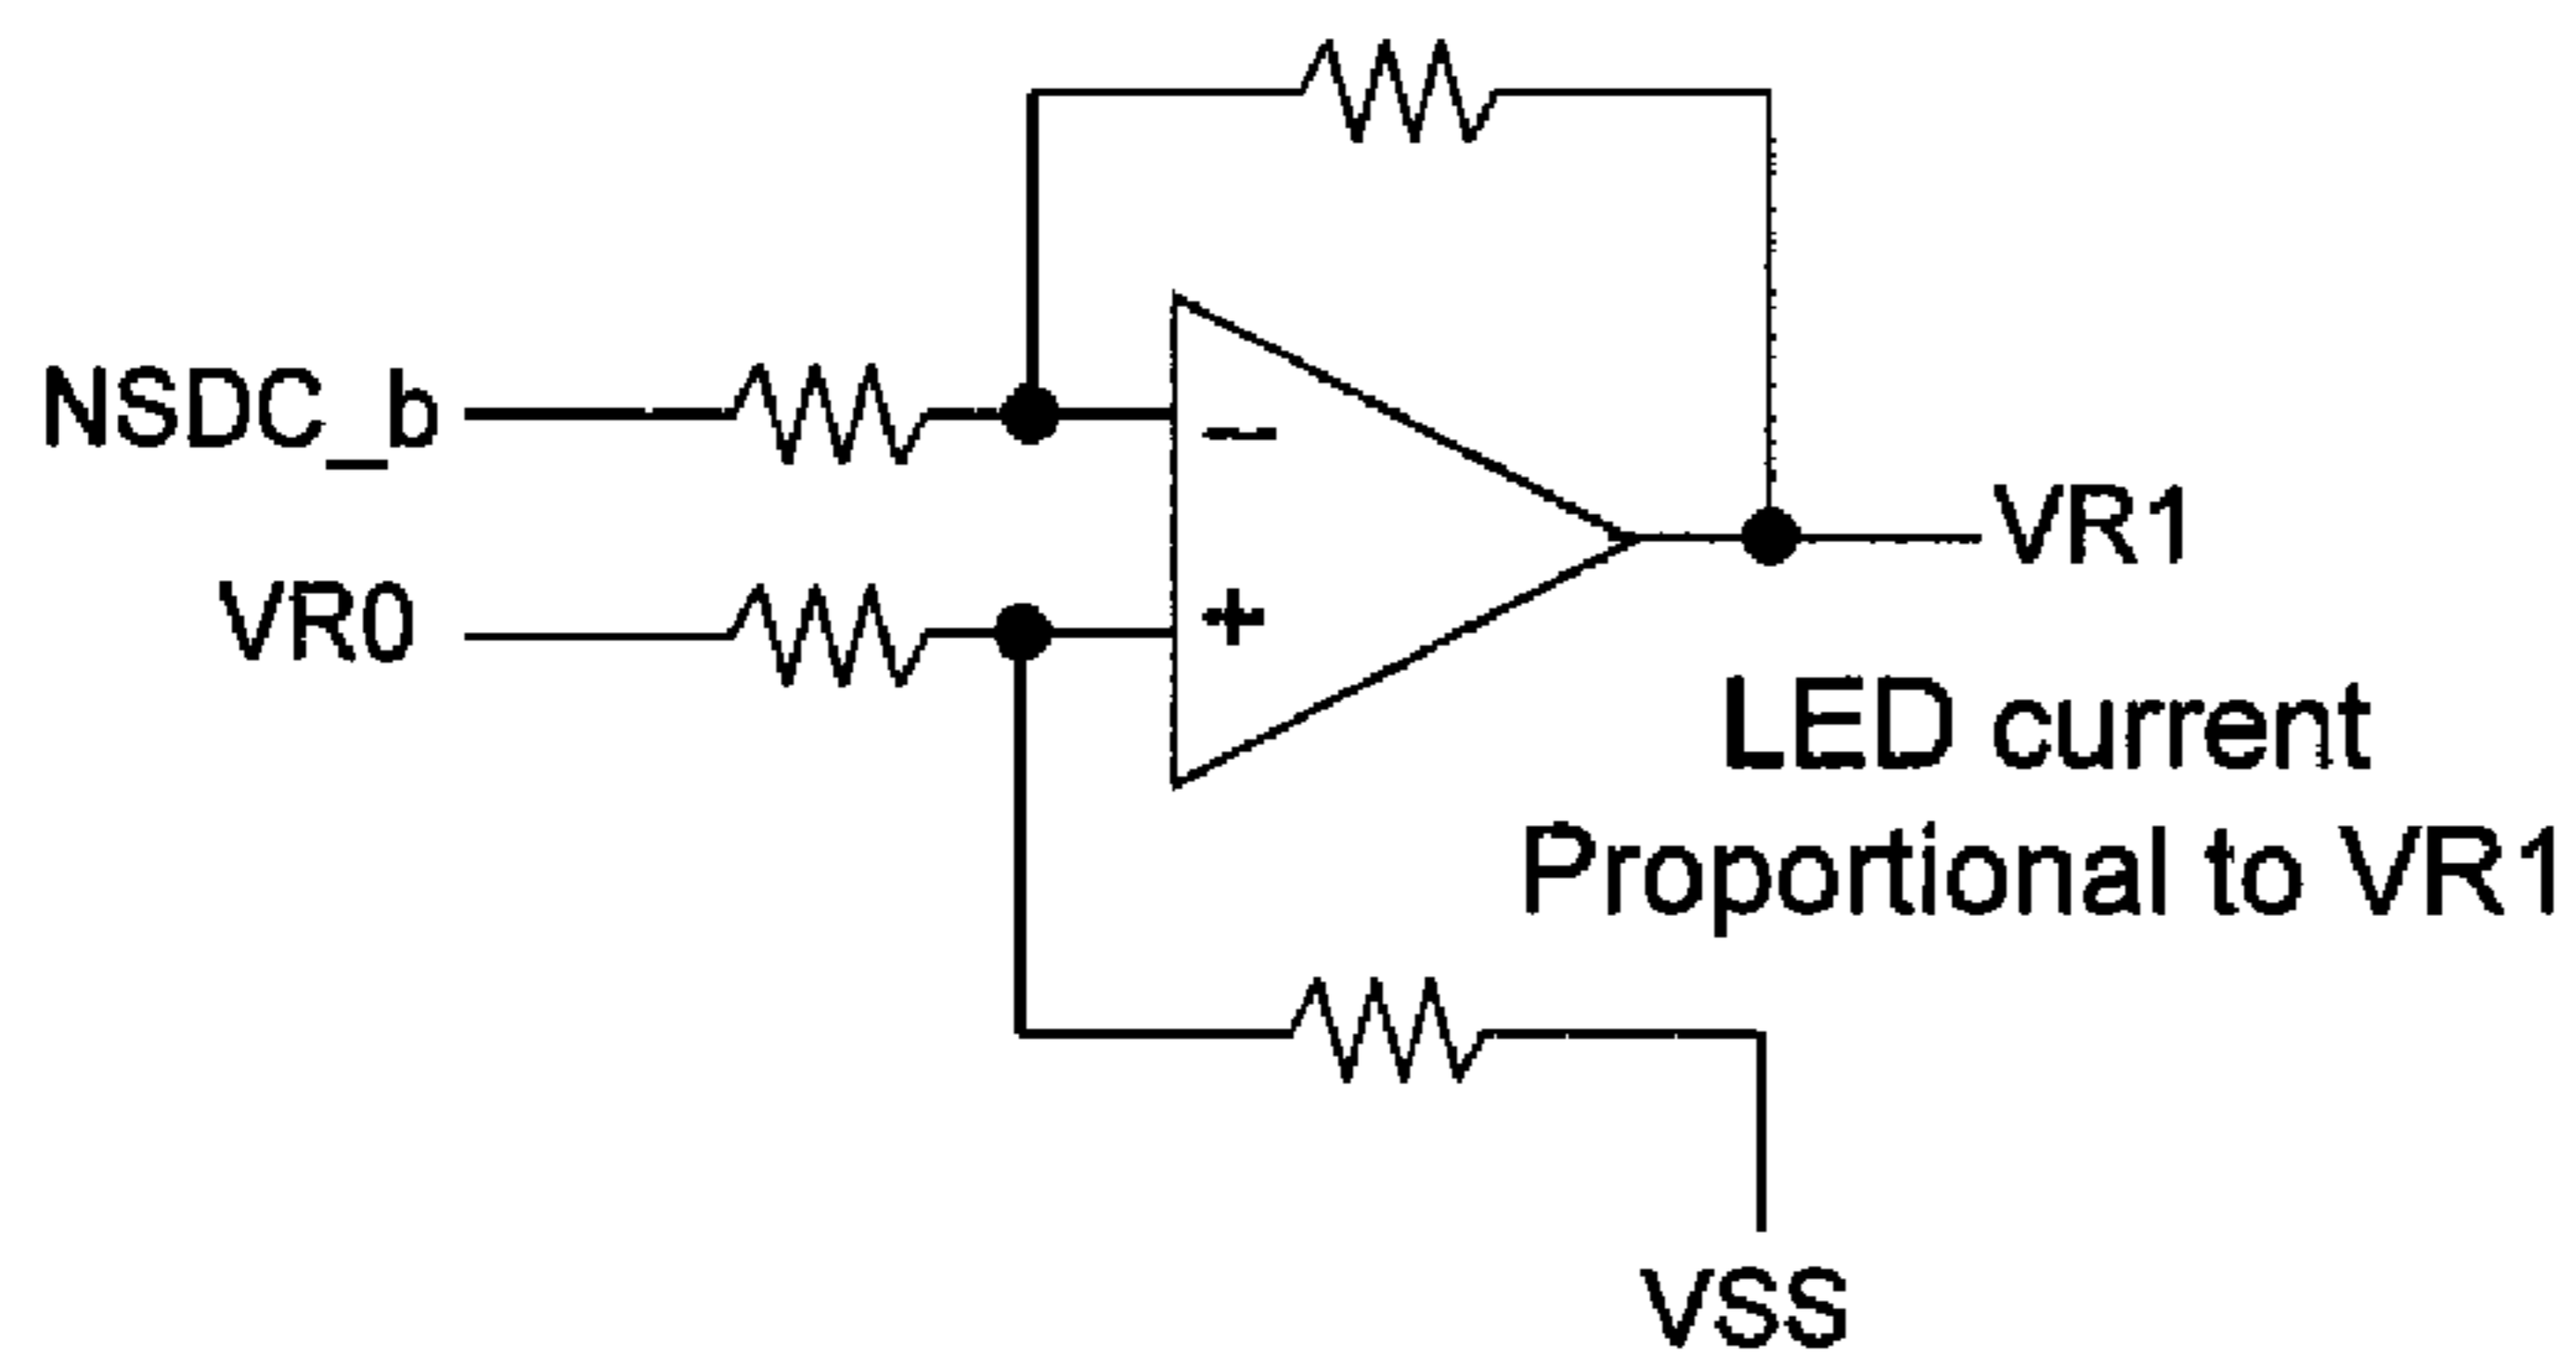 NSDC_b
−
VR0
+
VR1
LED current
Proportional to VR1
VSS